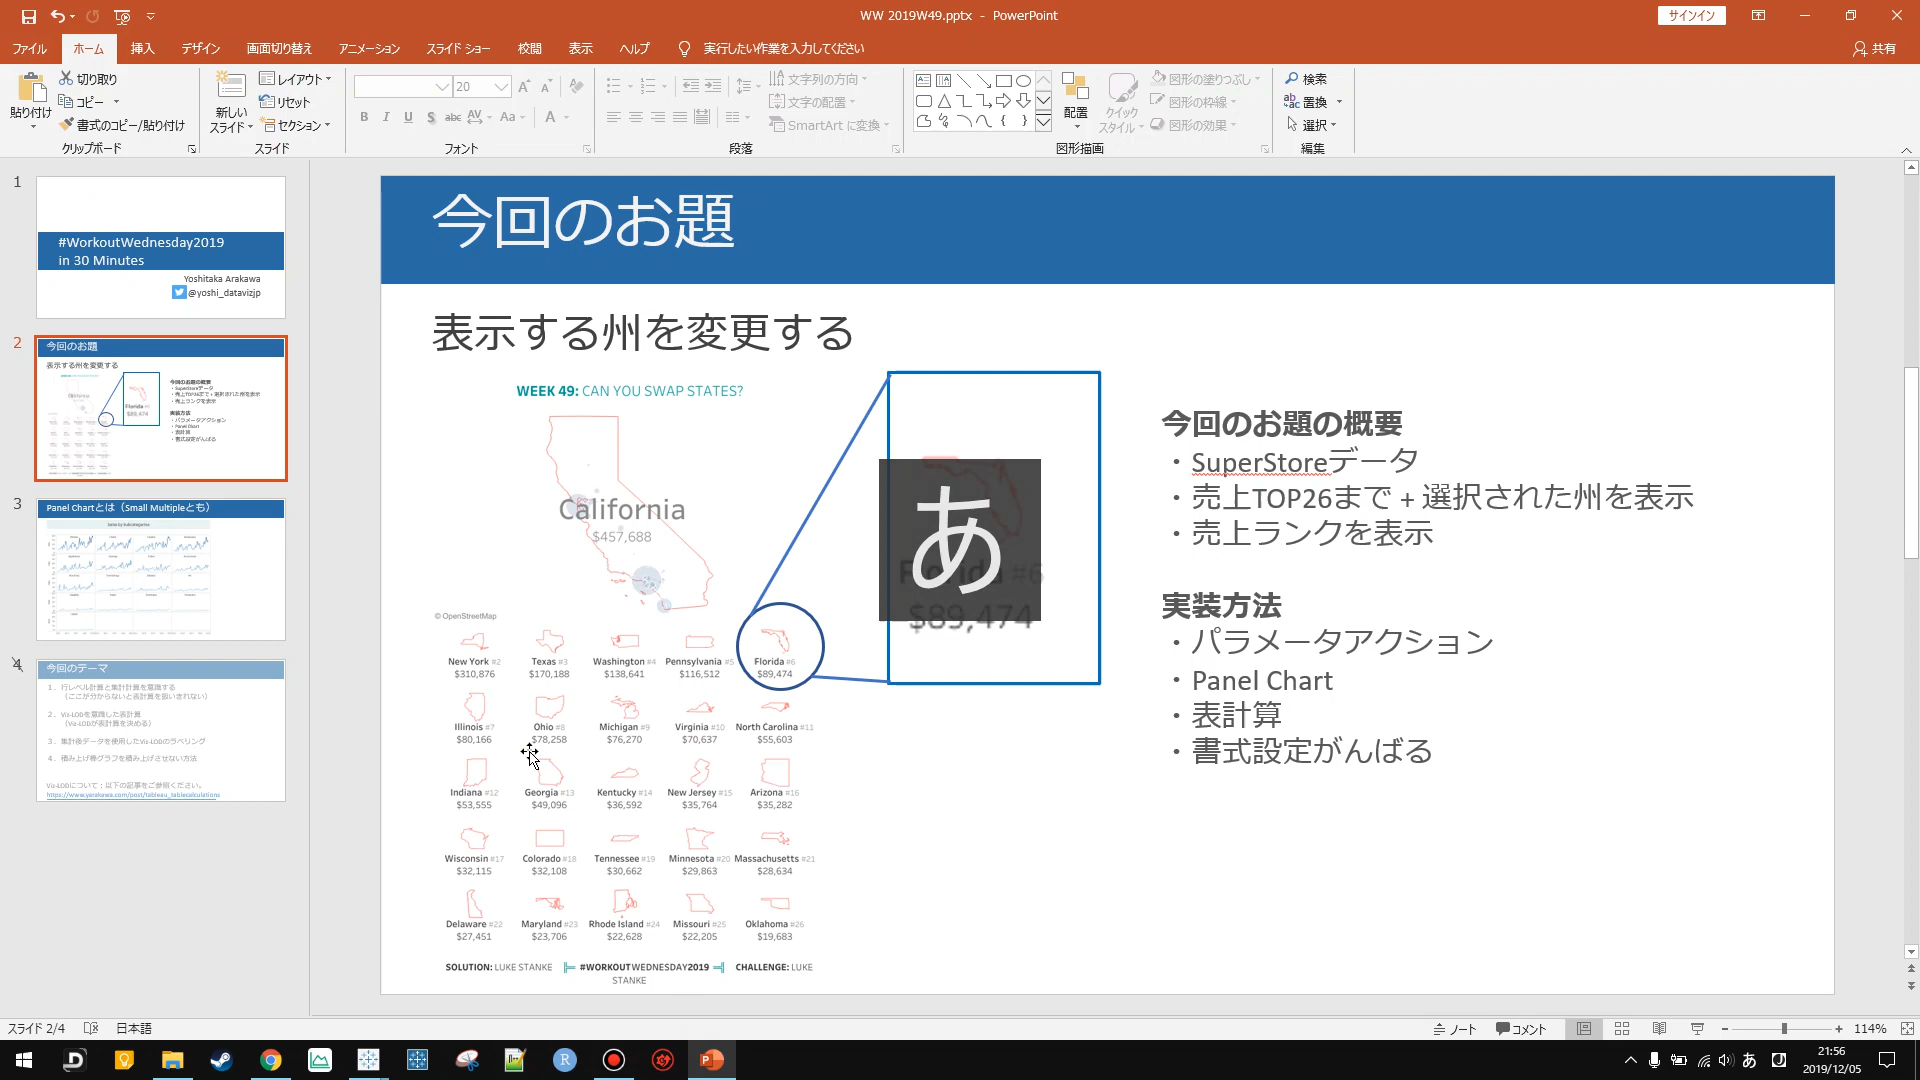 WW 2019W49.pptx - PowerPoint
サインイン
ファイル ホーム 挿入 デザイン 画面切り替え アニメーション スライド ショー 校閲 表示 ヘルプ 実行したい作業を入力してください 共有
貼り付け
切り取り
コピー
書式のコピー/貼り付け
クリップボード
新しい
スライド
レイアウト
リセット
セクション
スライド
20
フォント
文字列の方向
文字の配置
SmartArt に変換
段落
配置
クイック
スタイル
図形の塗りつぶし
図形の枠線
図形の効果
図形描画
検索
置換
選択
編集
1
#WorkoutWednesday2019
in 30 Minutes
Yoshitaka Arakawa
@yoshi_datavizjp
2
今回のお題
表示する州を変更する
今回のお題の概要
・SuperStoreデータ
・売上TOP26まで + 選択された州を表示
・売上ランクを表示
実装方法
・パラメータアクション
・Panel Chart
・表計算
・書式設定がんばる
3
Panel Chartとは（Small Multipleとも）
Sales by Subcategories
4
今回のテーマ
1. 行レベル計算と集計計算を意識する
（ここが分からないと表計算を扱いきれない）
2. Viz-LODを意識した表計算
（Viz-LODが表計算を決める）
3. 集計後データを使用したViz-LODのラベリング
4. 積み上げ棒グラフを積み上げさせない方法
Viz-LODについて：以下の記事をご参照ください。
https://www.yarakawa.com/post/tableau_tablecalculations
今回のお題
表示する州を変更する
WEEK 49: CAN YOU SWAP STATES?
California
$457,688
© OpenStreetMap
New York #2 Texas #3 Washington #4 Pennsylvania #5 Florida #6
$310,876 $170,188 $138,641 $116,512 $89,474
Illinois #7 Ohio #8 Michigan #9 Virginia #10 North Carolina #11
$80,166 $78,258 $76,270 $70,637 $55,603
Indiana #12 Georgia #13 Kentucky #14 New Jersey #15 Arizona #16
$53,555 $49,096 $36,592 $35,764 $35,282
Wisconsin #17 Colorado #18 Tennessee #19 Minnesota #20 Massachusetts #21
$32,115 $32,108 $30,662 $29,863 $28,634
Delaware #22 Maryland #23 Rhode Island #24 Missouri #25 Oklahoma #26
$27,451 $23,706 $22,628 $22,205 $19,683
SOLUTION: LUKE STANKE #WORKOUTWEDNESDAY2019 CHALLENGE: LUKE
STANKE
あ
Florida #6
$89,474
今回のお題の概要
・SuperStoreデータ
・売上TOP26まで + 選択された州を表示
・売上ランクを表示
実装方法
・パラメータアクション
・Panel Chart
・表計算
・書式設定がんばる
スライド 2/4 日本語 ノート コメント 114%
あ
21:56
2019/12/05